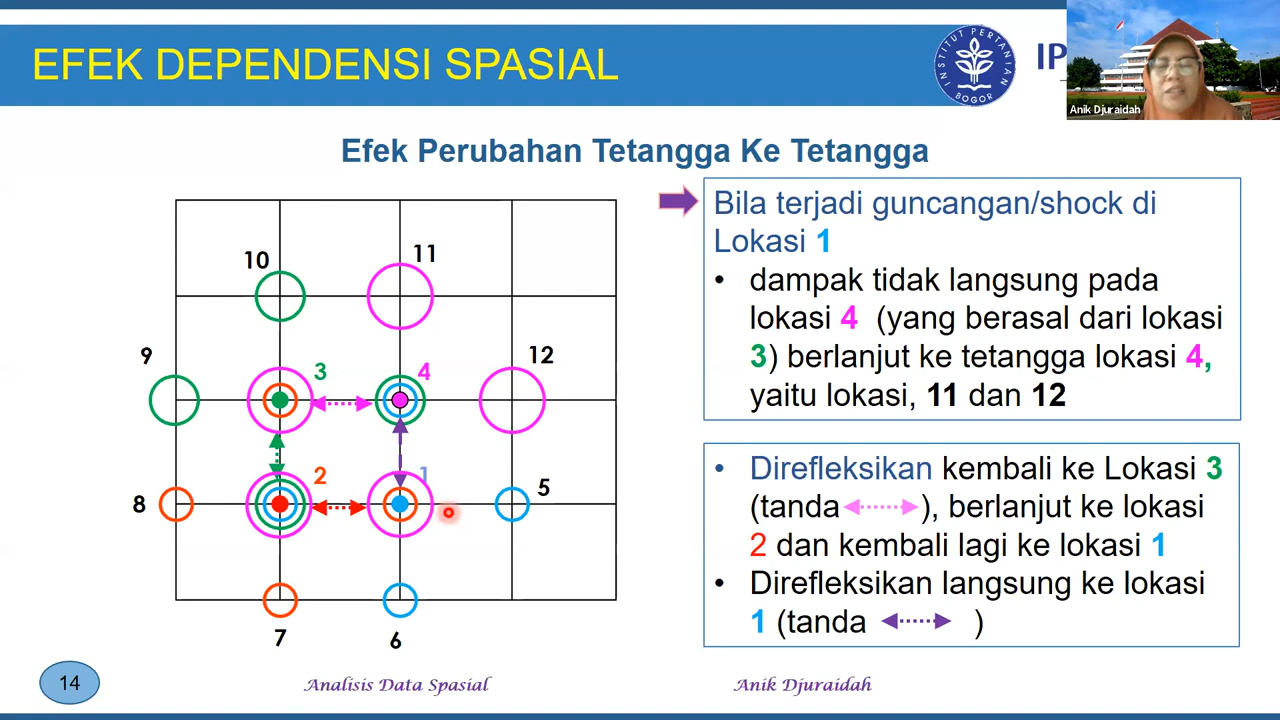 EFEK DEPENDENSI SPASIAL
INSTITUT PERTANIAN
BOGOR
IP
Anik Djuraidah
Efek Perubahan Tetangga Ke Tetangga
10
11
9
3
4
12
8
2
1
5
7
6
Bila terjadi guncangan/shock di
Lokasi 1
• dampak tidak langsung pada
lokasi 4 (yang berasal dari lokasi
3) berlanjut ke tetangga lokasi 4,
yaitu lokasi, 11 dan 12
• Direfleksikan kembali ke Lokasi 3
(tanda ), berlanjut ke lokasi
2 dan kembali lagi ke lokasi 1
• Direfleksikan langsung ke lokasi
1 (tanda )
14
Analisis Data Spasial
Anik Djuraidah